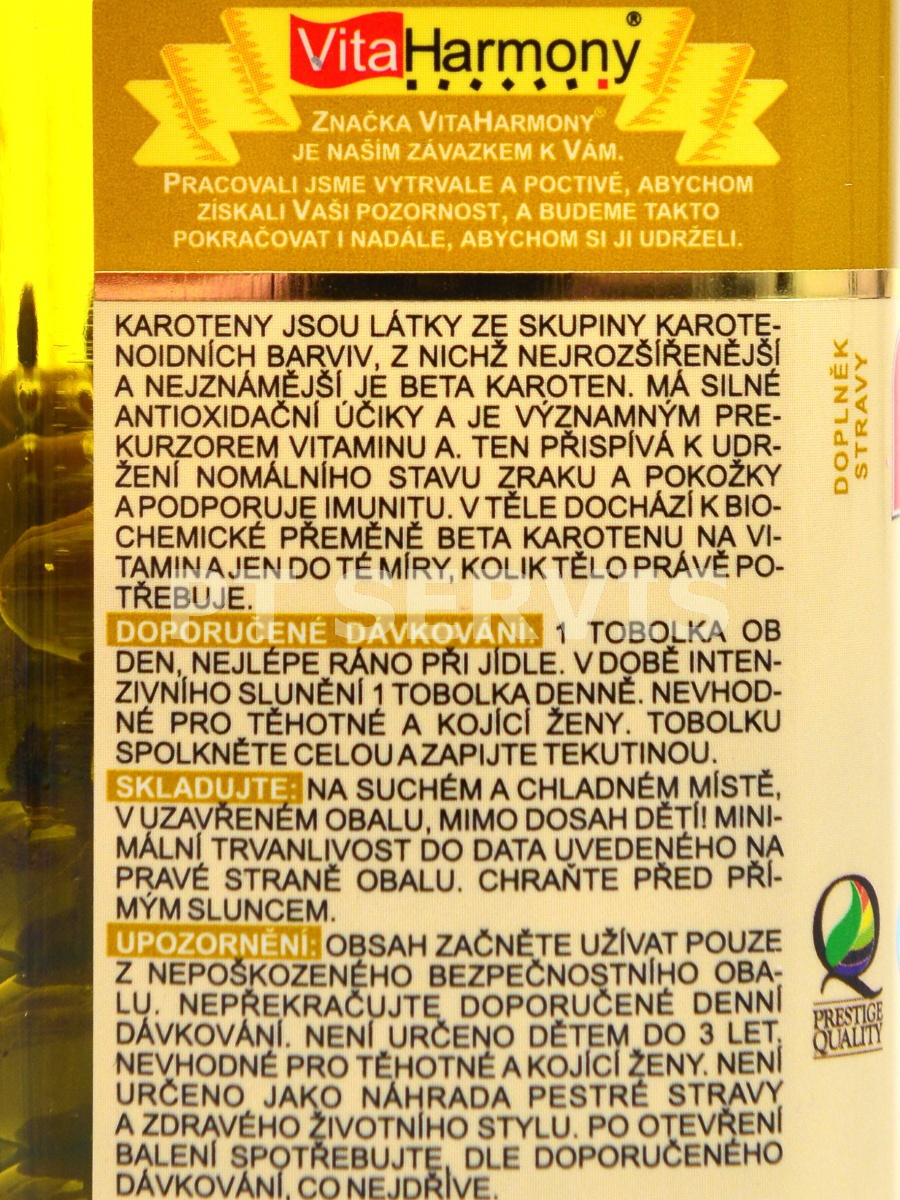 VitaHarmony®
ZNAČKA VITAHARMONY®
JE NAŠÍM ZÁVAZKEM K VÁM.
PRACOVALI JSME VYTRVALE A POCTIVĚ, ABYCHOM
ZÍSKALI VAŠI POZORNOST, A BUDEME TAKTO
POKRAČOVAT I NADÁLE, ABYCHOM SI JI UDRŽELI.
KAROTENY JSOU LÁTKY ZE SKUPINY KAROTE-
NOIDNÍCH BARVIV, Z NICHŽ NEJROZŠÍŘENĚJŠÍ
A NEJZNÁMĚJŠÍ JE BETA KAROTEN. MÁ SILNÉ
ANTIOXIDAČNÍ ÚČIKY A JE VÝZNAMNÝM PRE-
KURZOREM VITAMINU A. TEN PŘISPÍVÁ K UDR-
ŽENÍ NOMÁLNÍHO STAVU ZRAKU A POKOŽKY
A PODPORUJE IMUNITU. V TĚLE DOCHÁZÍ K BIO-
CHEMICKÉ PŘEMĚNĚ BETA KAROTENU NA VI-
TAMIN A JEN DO TÉ MÍRY, KOLIK TĚLO PRÁVĚ PO-
TŘEBUJE.
PT SERVIS
DOPORUČENÉ DÁVKOVÁNÍ: 1 TOBOLKA OB
DEN, NEJLÉPE RÁNO PŘI JÍDLE. V DOBĚ INTEN-
ZIVNÍHO SLUNĚNÍ 1 TOBOLKA DENNĚ. NEVHOD-
NÉ PRO TĚHOTNÉ A KOJÍCÍ ŽENY. TOBOLKU
SPOLKNĚTE CELOU A ZAPIJTE TEKUTINOU.
SKLADUJTE: NA SUCHÉM A CHLADNÉM MÍSTĚ,
V UZAVŘENÉM OBALU, MIMO DOSAH DĚTÍ! MINI-
MÁLNÍ TRVANLIVOST DO DATA UVEDENÉHO NA
PRAVÉ STRANĚ OBALU. CHRAŇTE PŘED PŘÍ-
MÝM SLUNCEM.
UPOZORNĚNÍ: OBSAH ZAČNĚTE UŽÍVAT POUZE
Z NEPOŠKOZENÉHO BEZPEČNOSTNÍHO OBA-
LU. NEPŘEKRAČUJTE DOPORUČENÉ DENNÍ
DÁVKOVÁNÍ. NENÍ URČENO DĚTEM DO 3 LET.
NEVHODNÉ PRO TĚHOTNÉ A KOJÍCÍ ŽENY. NENÍ
URČENO JAKO NÁHRADA PESTRÉ STRAVY
A ZDRAVÉHO ŽIVOTNÍHO STYLU. PO OTEVŘENÍ
BALENÍ SPOTŘEBUJTE, DLE DOPORUČENÉHO
DÁVKOVÁNÍ, CO NEJDŘÍVE.
DOPLNĚK
STRAVY
Q
PRESTIGE
QUALITY